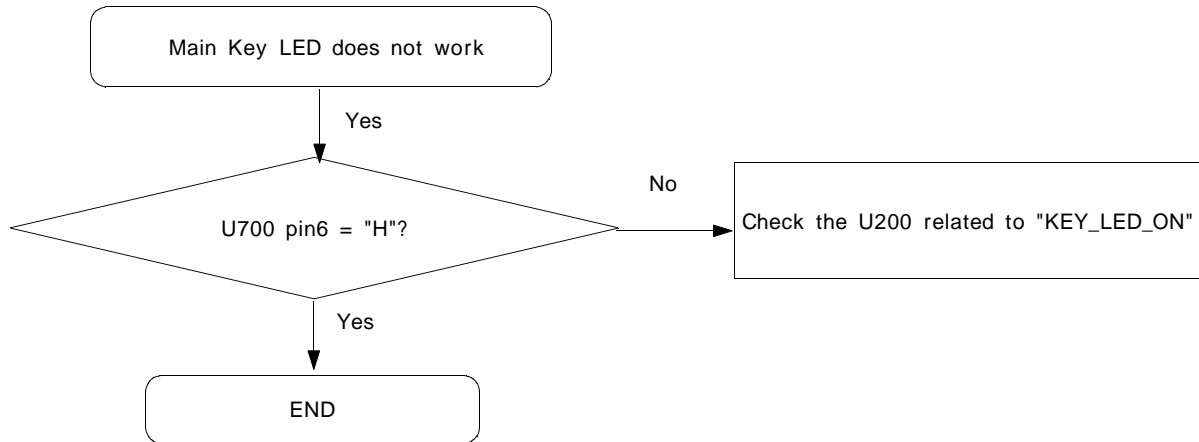 Main Key LED does not work
Yes
U700 pin6 = "H"?
No
Check the U200 related to "KEY_LED_ON"
Yes
END